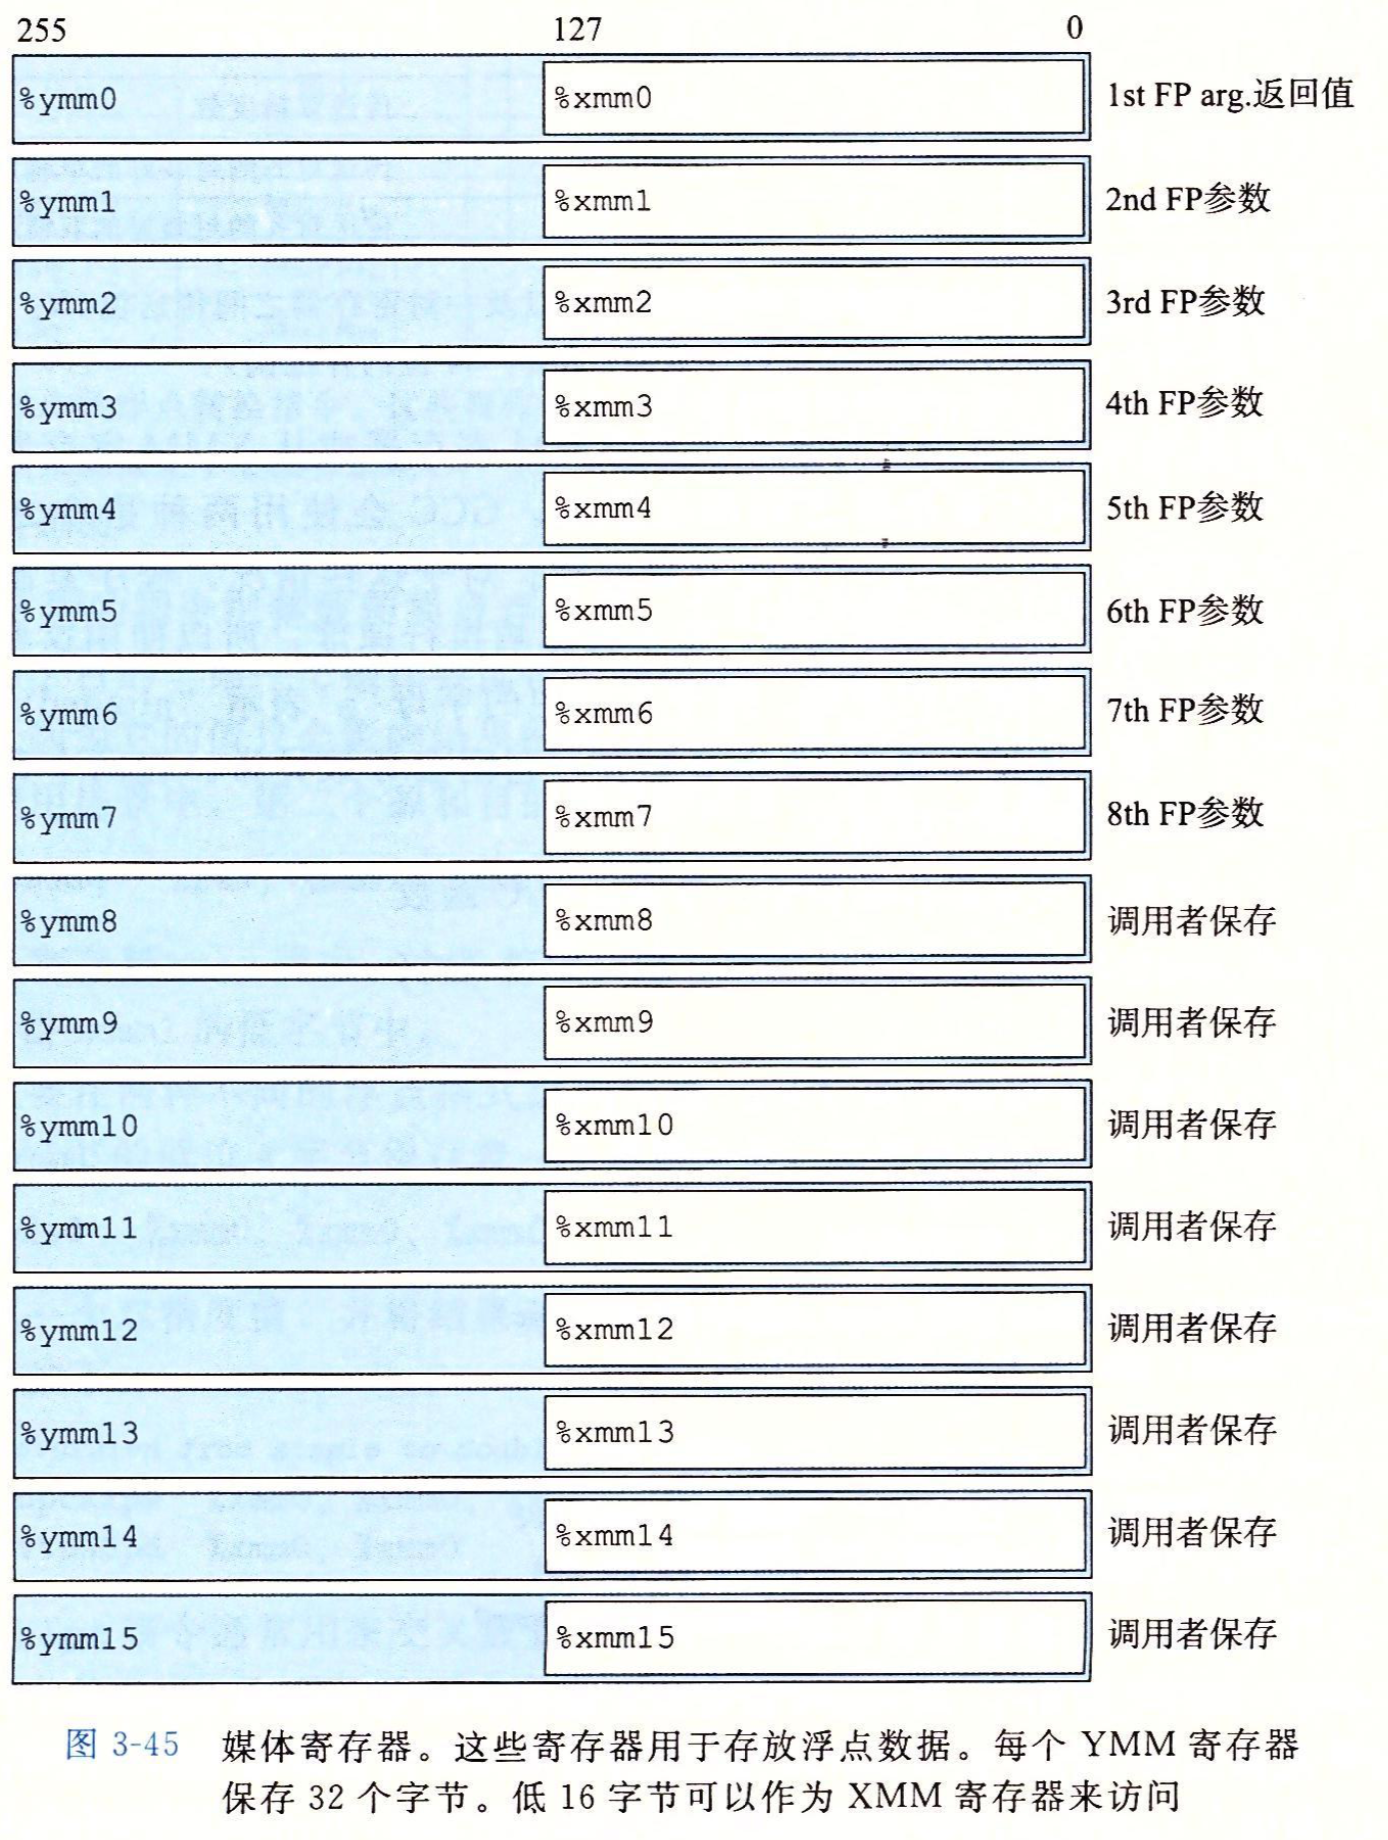 255 127 0
%ymm0 %xmm0 1st FP arg.返回值
%ymm1 %xmm1 2nd FP参数
%ymm2 %xmm2 3rd FP参数
%ymm3 %xmm3 4th FP参数
%ymm4 %xmm4 5th FP参数
%ymm5 %xmm5 6th FP参数
%ymm6 %xmm6 7th FP参数
%ymm7 %xmm7 8th FP参数
%ymm8 %xmm8 调用者保存
%ymm9 %xmm9 调用者保存
%ymm10 %xmm10 调用者保存
%ymm11 %xmm11 调用者保存
%ymm12 %xmm12 调用者保存
%ymm13 %xmm13 调用者保存
%ymm14 %xmm14 调用者保存
%ymm15 %xmm15 调用者保存
图 3-45 媒体寄存器。这些寄存器用于存放浮点数据。每个 YMM 寄存器
保存 32 个字节。低 16 字节可以作为 XMM 寄存器来访问